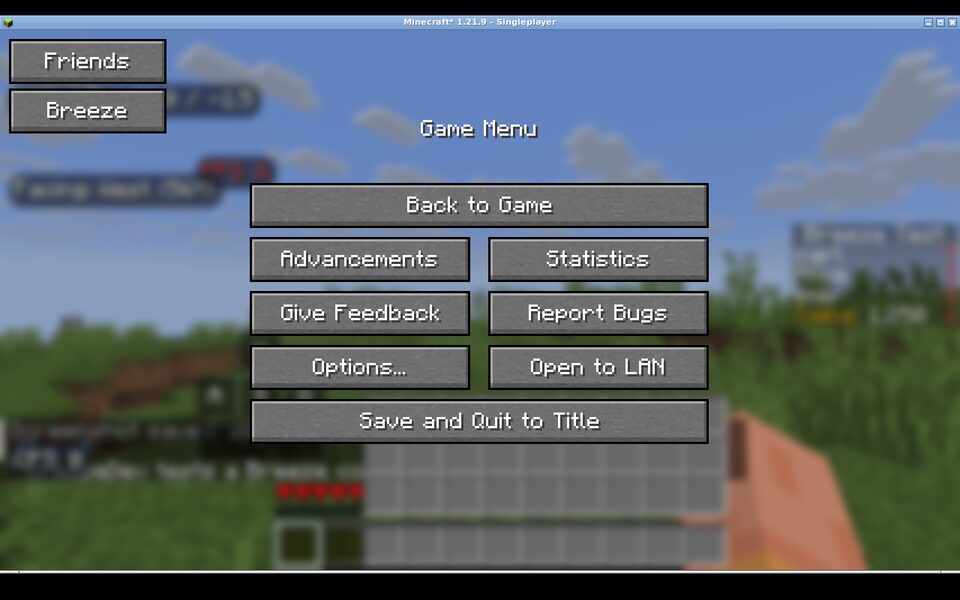 Minecraft* 1.21.9 - Singleplayer
Friends
Breeze
Game Menu
Back to Game
Advancements
Statistics
Give Feedback
Report Bugs
Options...
Open to LAN
Save and Quit to Title